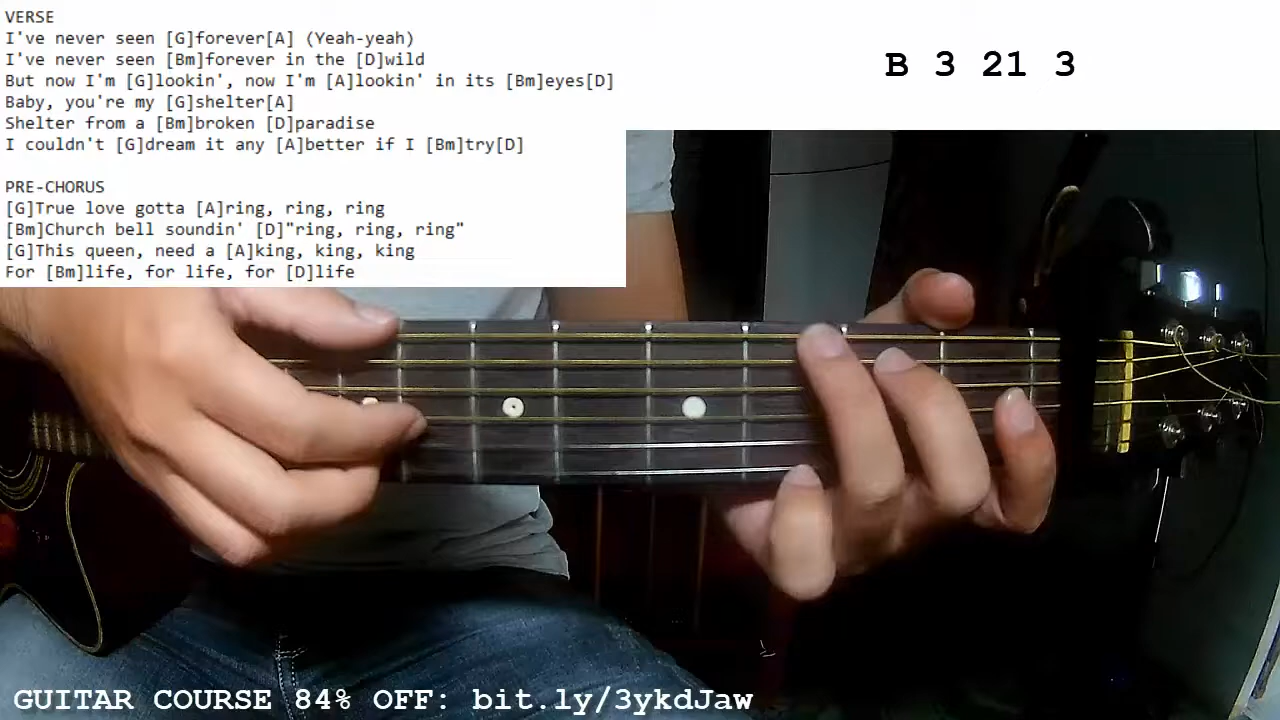 VERSE
I've never seen [G]forever[A] (Yeah-yeah)
I've never seen [Bm]forever in the [D]wild
But now I'm [G]lookin', now I'm [A]lookin' in its [Bm]eyes[D]
Baby, you're my [G]shelter[A]
Shelter from a [Bm]broken [D]paradise
I couldn't [G]dream it any [A]better if I [Bm]try[D]
PRE-CHORUS
[G]True love gotta [A]ring, ring, ring
[Bm]Church bell soundin' [D]"ring, ring, ring"
[G]This queen, need a [A]king, king, king
For [Bm]life, for life, for [D]life
B 3 21 3
GUITAR COURSE 84% OFF: bit.ly/3ykdJaw